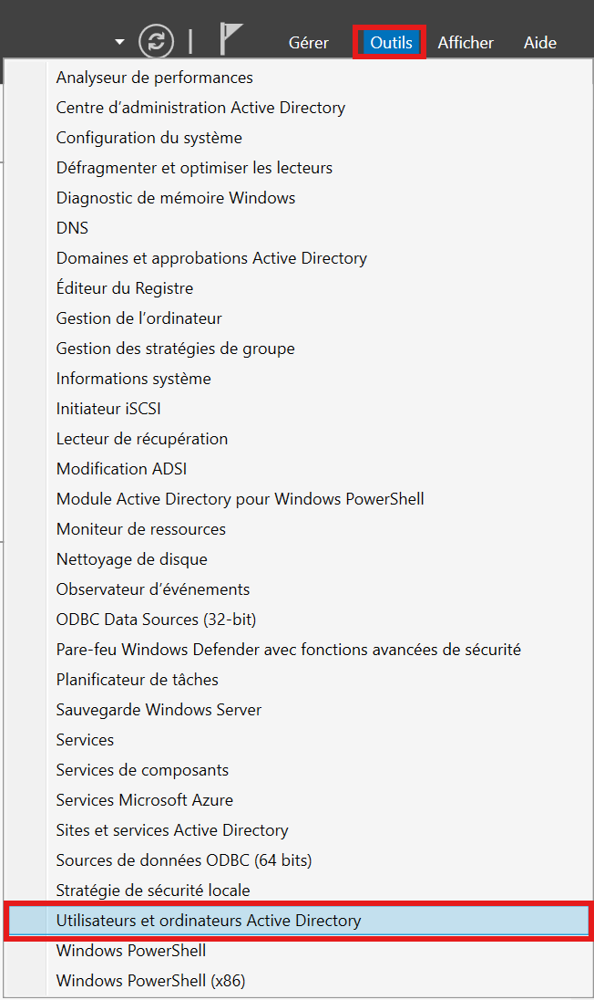 Gérer Outils Afficher Aide
Analyseur de performances
Centre d’administration Active Directory
Configuration du système
Défragmenter et optimiser les lecteurs
Diagnostic de mémoire Windows
DNS
Domaines et approbations Active Directory
Éditeur du Registre
Gestion de l’ordinateur
Gestion des stratégies de groupe
Informations système
Initiateur iSCSI
Lecteur de récupération
Modification ADSI
Module Active Directory pour Windows PowerShell
Moniteur de ressources
Nettoyage de disque
Observateur d’événements
ODBC Data Sources (32-bit)
Pare-feu Windows Defender avec fonctions avancées de sécurité
Planificateur de tâches
Sauvegarde Windows Server
Services
Services de composants
Services Microsoft Azure
Sites et services Active Directory
Sources de données ODBC (64 bits)
Stratégie de sécurité locale
Utilisateurs et ordinateurs Active Directory
Windows PowerShell
Windows PowerShell (x86)